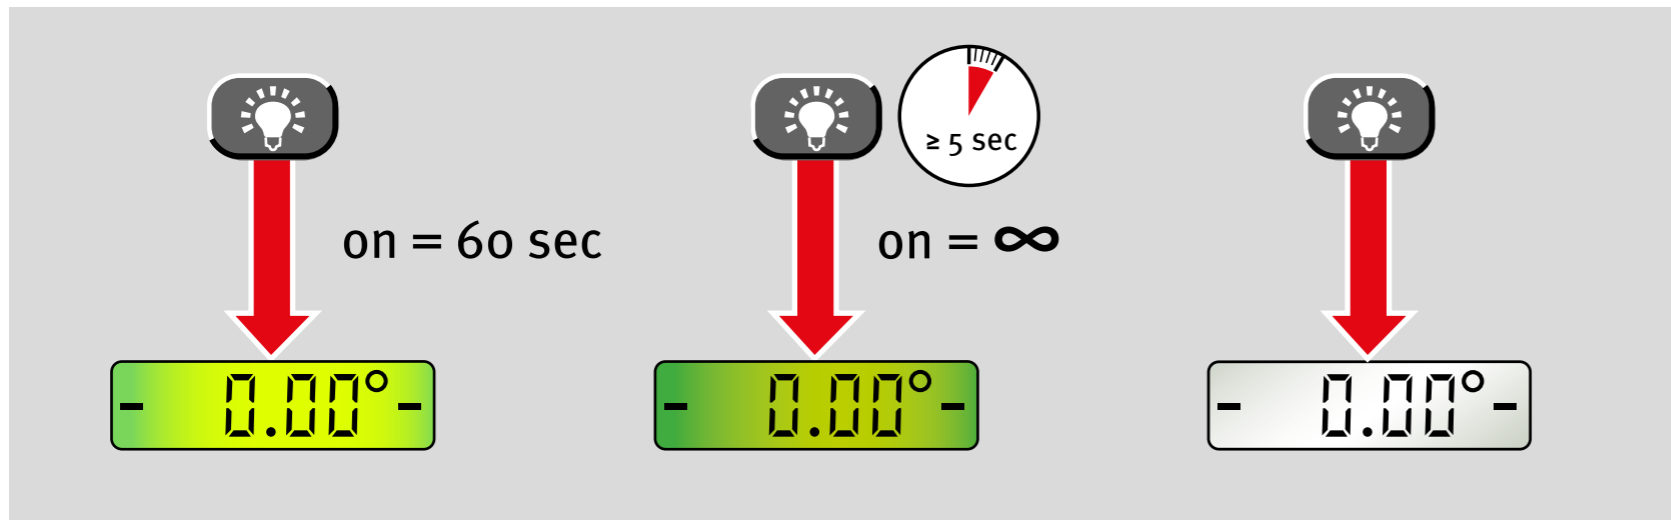 ≥ 5 sec
on = 60 sec
on = ∞
- 0.00° -
- 0.00° -
- 0.00° -